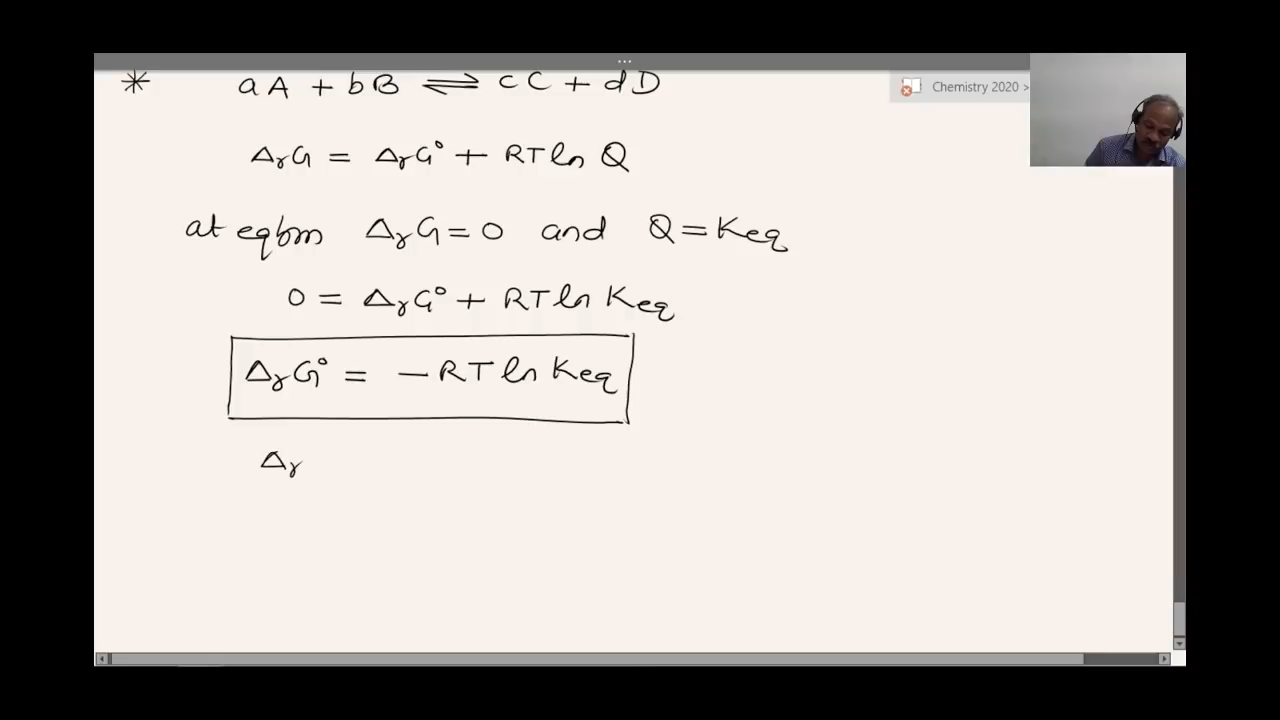 * aA + bB ⇌ cC + dD
Chemistry 2020 >
ΔrG = ΔrG° + RT ln Q
at eqbm ΔrG = 0 and Q = Keq
0 = ΔrG° + RT ln Keq
ΔrG° = - RT ln Keq
Δr